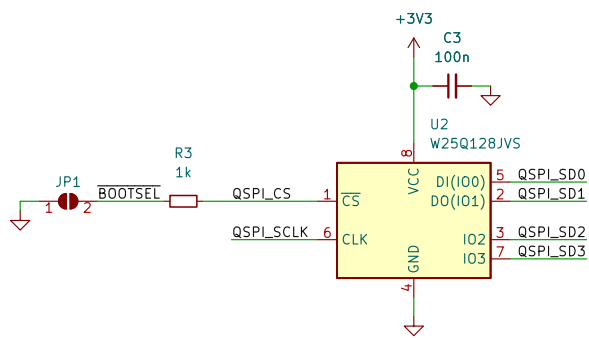 +3V3
C3
100n
U2
W25Q128JVS
8
VCC
R3
1k
JP1
1
2
BOOTSEL
QSPI_CS
1
CS
QSPI_SCLK
6
CLK
DI(IO0)
5
QSPI_SD0
DO(IO1)
2
QSPI_SD1
IO2
3
QSPI_SD2
IO3
7
QSPI_SD3
GND
4